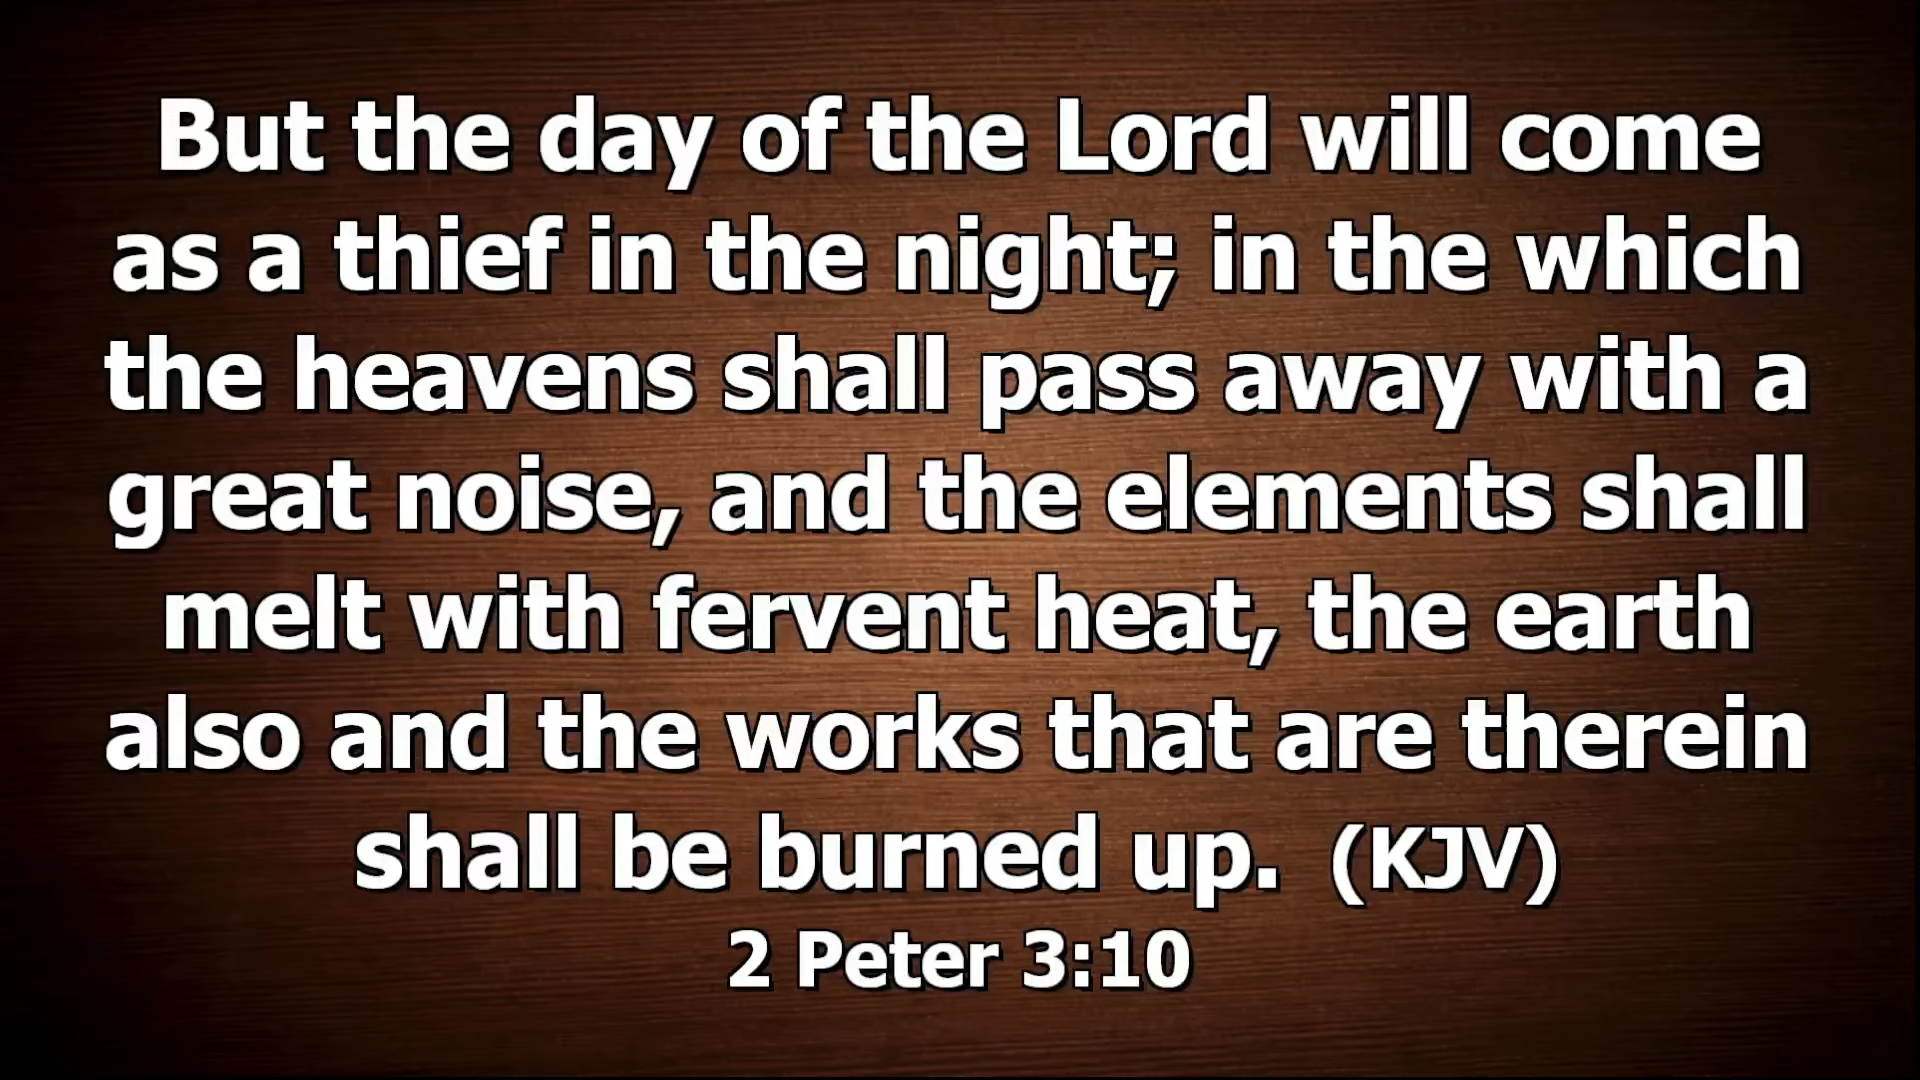 But the day of the Lord will come
as a thief in the night; in the which
the heavens shall pass away with a
great noise, and the elements shall
melt with fervent heat, the earth
also and the works that are therein
shall be burned up.  (KJV)
2 Peter 3:10